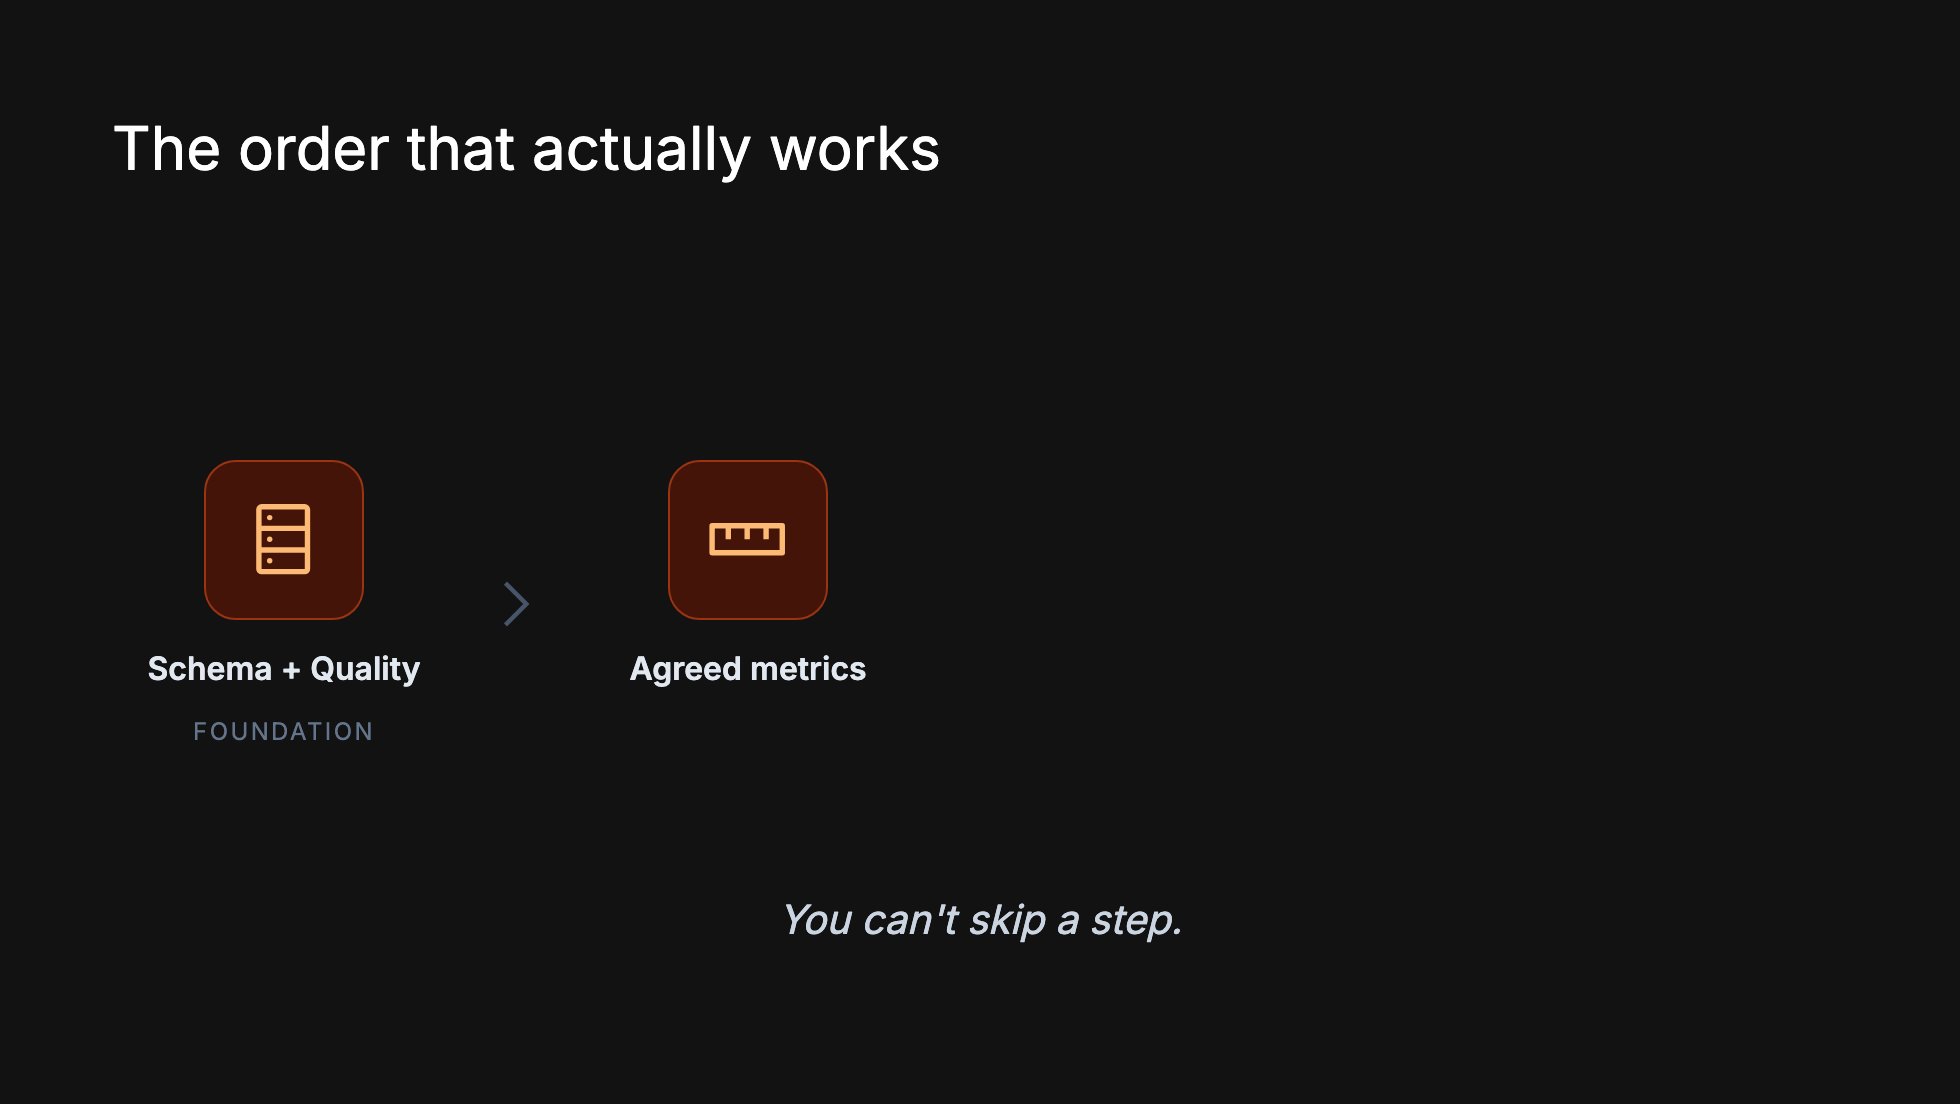 The order that actually works
Schema + Quality
Agreed metrics
FOUNDATION
You can't skip a step.